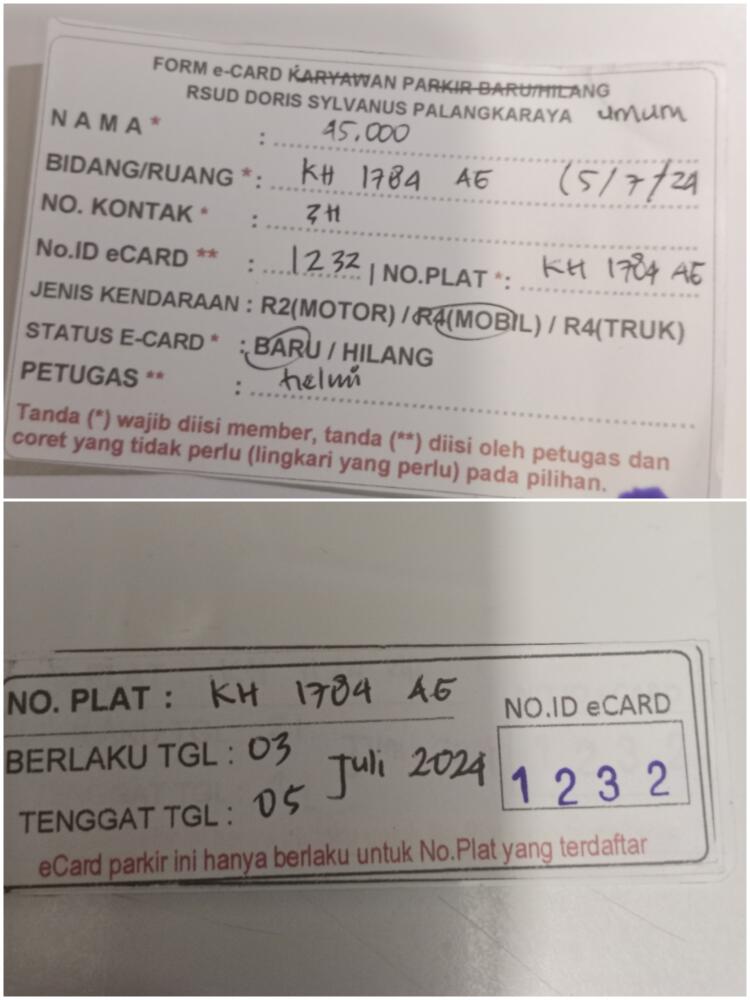 FORM e-CARD KARYAWAN PARKIR BARU/HILANG
RSUD DORIS SYLVANUS PALANGKARAYA umum
NAMA* : 45.000
BIDANG/RUANG *: KH 1784 AE (5/7/24
NO. KONTAK * : 3H
No.ID eCARD ** : 1232 | NO.PLAT *: KH 1784 AE
JENIS KENDARAAN : R2(MOTOR) / R4(MOBIL) / R4(TRUK)
STATUS E-CARD * : BARU / HILANG
PETUGAS ** : helmi
Tanda (*) wajib diisi member, tanda (**) diisi oleh petugas dan
coret yang tidak perlu (lingkari yang perlu) pada pilihan.
NO. PLAT : KH 1784 AE
NO.ID eCARD
BERLAKU TGL : 03 Juli 2024
1232
TENGGAT TGL : 05
eCard parkir ini hanya berlaku untuk No.Plat yang terdaftar